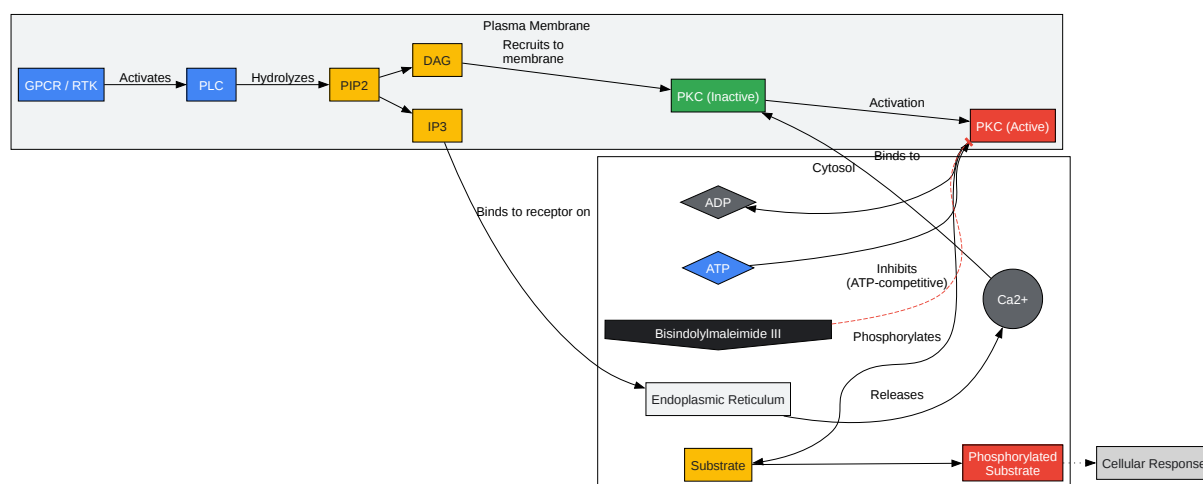 Plasma Membrane
GPCR / RTK
Activates
PLC
Hydrolyzes
PIP2
DAG
IP3
Recruits to
membrane
PKC (Inactive)
Activation
PKC (Active)
Binds to
Cytosol
ADP
Binds to receptor on
ATP
Inhibits
(ATP-competitive)
Ca2+
Bisindolylmaleimide III
Phosphorylates
Endoplasmic Reticulum
Releases
Substrate
Phosphorylated
Substrate
Cellular Response